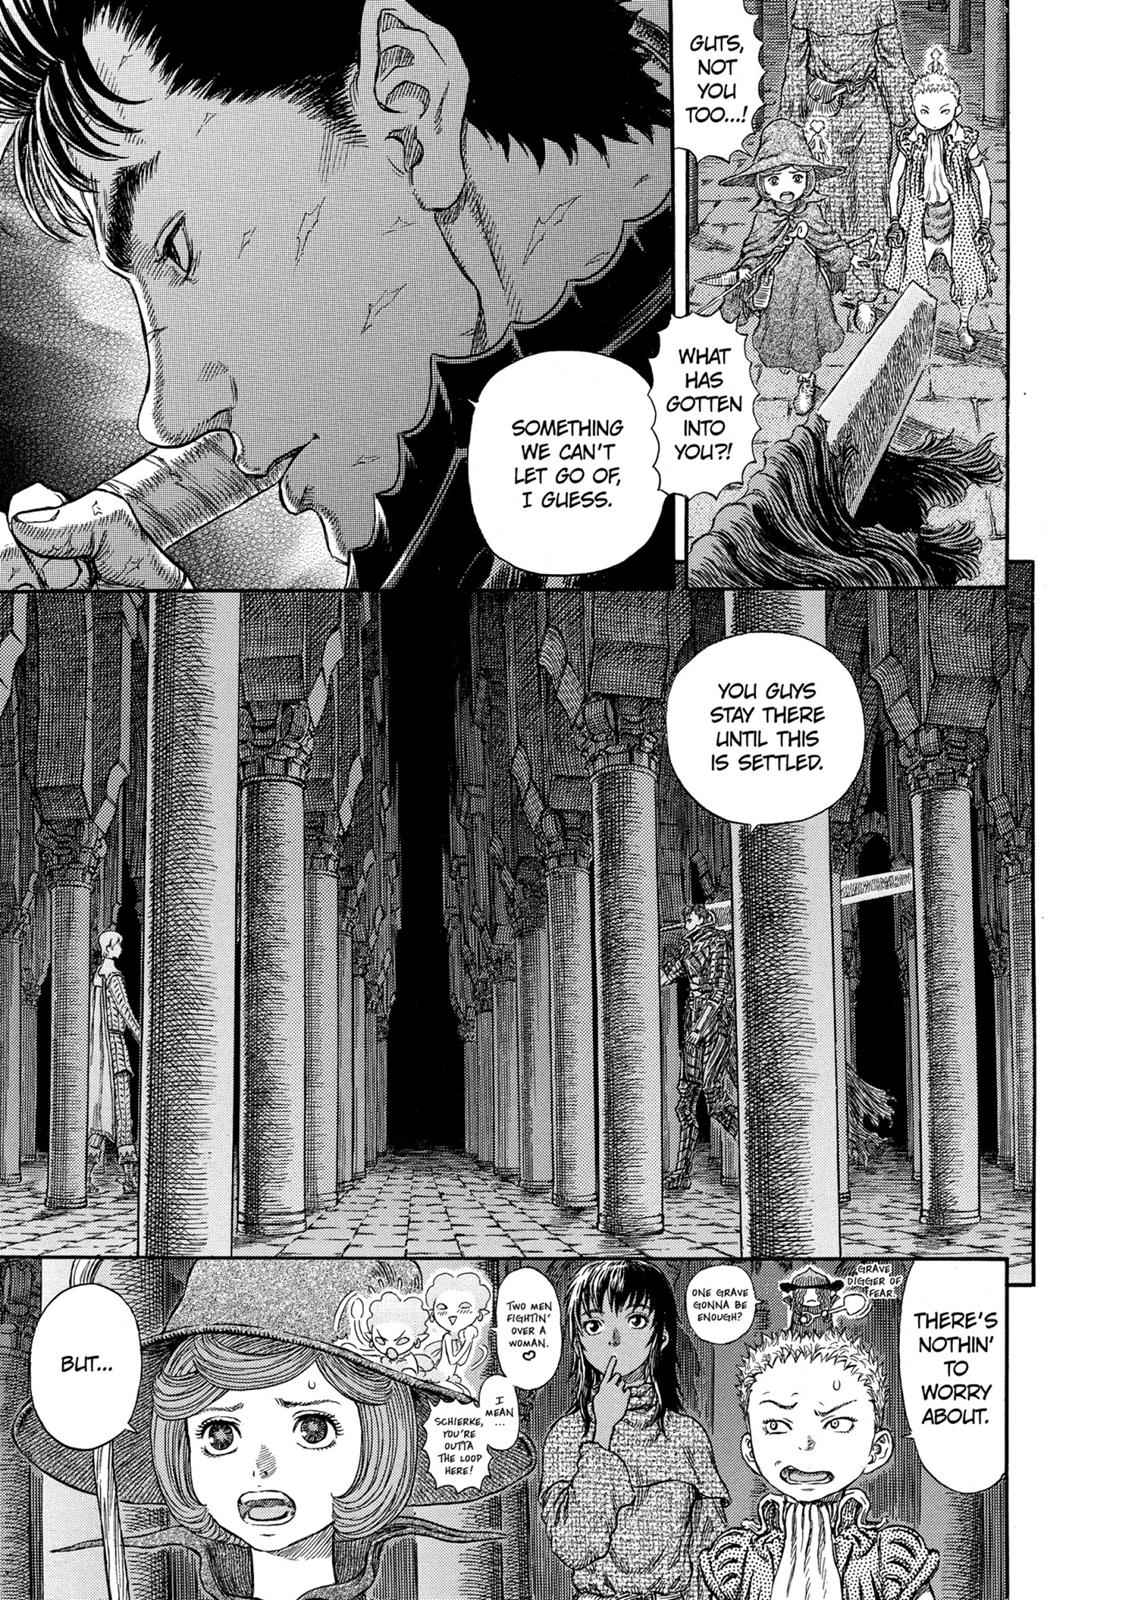 GUTS,
NOT
YOU
TOO...!
WHAT
HAS
GOTTEN
INTO
YOU?!
SOMETHING
WE CAN'T
LET GO OF,
I GUESS.
YOU GUYS
STAY THERE
UNTIL THIS
IS SETTLED.
THERE'S
NOTHIN'
TO
WORRY
ABOUT.
GRAVE
DIGGER OF
FEAR.
ONE GRAVE
GONNA BE
ENOUGH?
TWO MEN
FIGHTIN'
OVER A
WOMAN.
♡
I
MEAN
...
SCHIERKE,
YOU'RE
OUTTA
THE LOOP
HERE!
BUT...